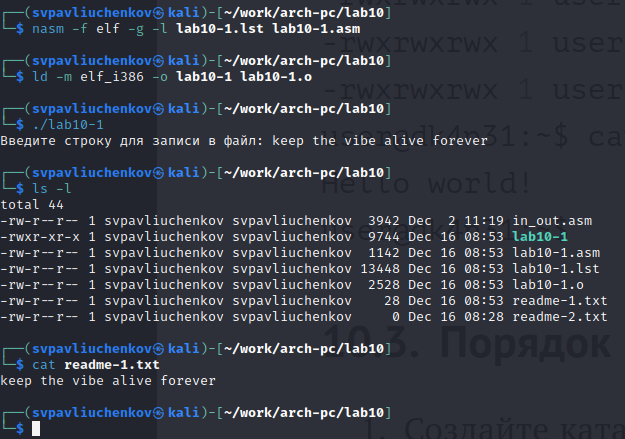 ┌──(svpavliuchenkov㉿kali)-[~/work/arch-pc/lab10]
└─$ nasm -f elf -g -l lab10-1.lst lab10-1.asm
┌──(svpavliuchenkov㉿kali)-[~/work/arch-pc/lab10]
└─$ ld -m elf_i386 -o lab10-1 lab10-1.o
┌──(svpavliuchenkov㉿kali)-[~/work/arch-pc/lab10]
└─$ ./lab10-1
Введите строку для записи в файл: keep the vibe alive forever
┌──(svpavliuchenkov㉿kali)-[~/work/arch-pc/lab10]
└─$ ls -l
total 44
-rw-r--r-- 1 svpavliuchenkov svpavliuchenkov  3942 Dec  2 11:19 in_out.asm
-rwxr-xr-x 1 svpavliuchenkov svpavliuchenkov  9744 Dec 16 08:53 lab10-1
-rw-r--r-- 1 svpavliuchenkov svpavliuchenkov  1142 Dec 16 08:53 lab10-1.asm
-rw-r--r-- 1 svpavliuchenkov svpavliuchenkov 13448 Dec 16 08:53 lab10-1.lst
-rw-r--r-- 1 svpavliuchenkov svpavliuchenkov  2528 Dec 16 08:53 lab10-1.o
-rw-r--r-- 1 svpavliuchenkov svpavliuchenkov    28 Dec 16 08:53 readme-1.txt
-rw-r--r-- 1 svpavliuchenkov svpavliuchenkov     0 Dec 16 08:28 readme-2.txt
┌──(svpavliuchenkov㉿kali)-[~/work/arch-pc/lab10]
└─$ cat readme-1.txt
keep the vibe alive forever
┌──(svpavliuchenkov㉿kali)-[~/work/arch-pc/lab10]
└─$
-rwxrwxrwx 1 user
-rwxrwxrwx 1 user
Hello world!
10.3. Порядок
1. Создайте ката